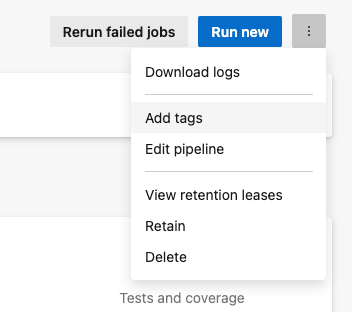 Rerun failed jobs
Run new
Download logs
Add tags
Edit pipeline
View retention leases
Retain
Delete
Tests and coverage